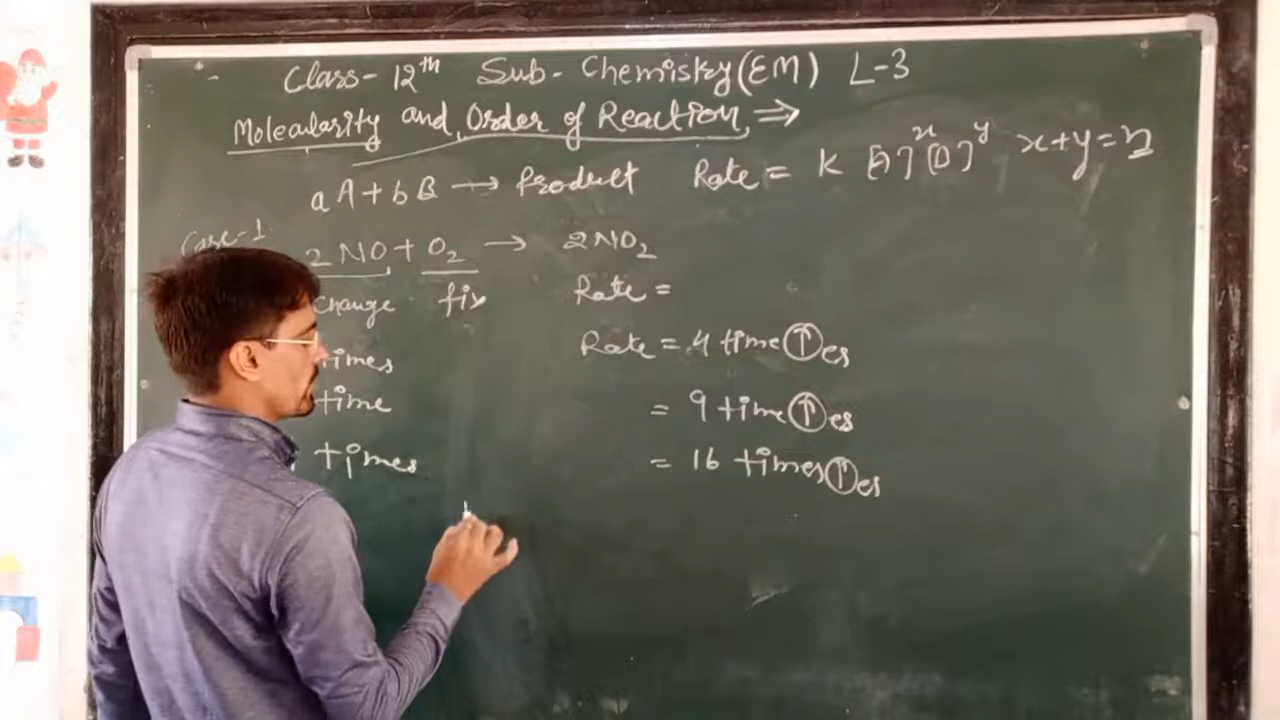 Class-12th Sub-Chemistry(EM) L-3
Molecularity and Order of Reaction ⇒
aA+bB → Product Rate = K [A]^x[B]^y x+y=n
Case-1
2NO+O2 → 2NO2
change fix Rate =
times Rate = 4 time↑es
time = 9 time↑es
times = 16 times↑es